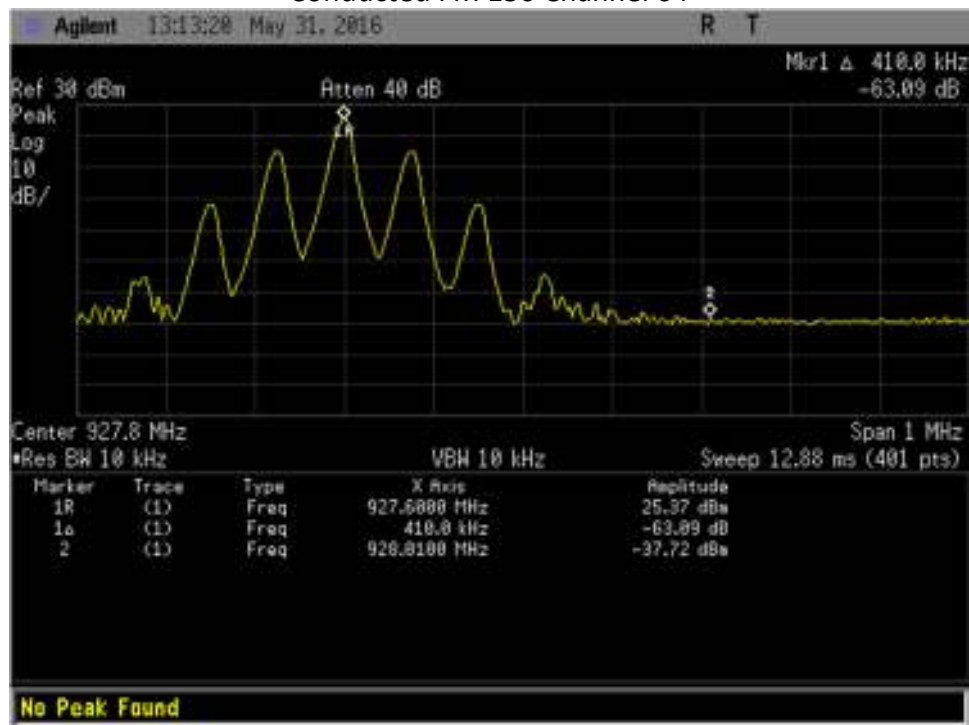 Agilent 13:13:20 May 31, 2016 R T
Mkr1 Δ 410.0 kHz
Ref 30 dBm Atten 40 dB -63.09 dB
Peak
Log
10
dB/
1R
2
Center 927.8 MHz Span 1 MHz
Res BW 10 kHz VBW 10 kHz Sweep 12.88 ms (401 pts)
Marker Trace Type X Axis Amplitude
1R (1) Freq 927.6000 MHz 25.37 dBm
1Δ (1) Freq 410.0 kHz -63.09 dB
2 (1) Freq 928.0100 MHz -37.72 dBm
No Peak Found